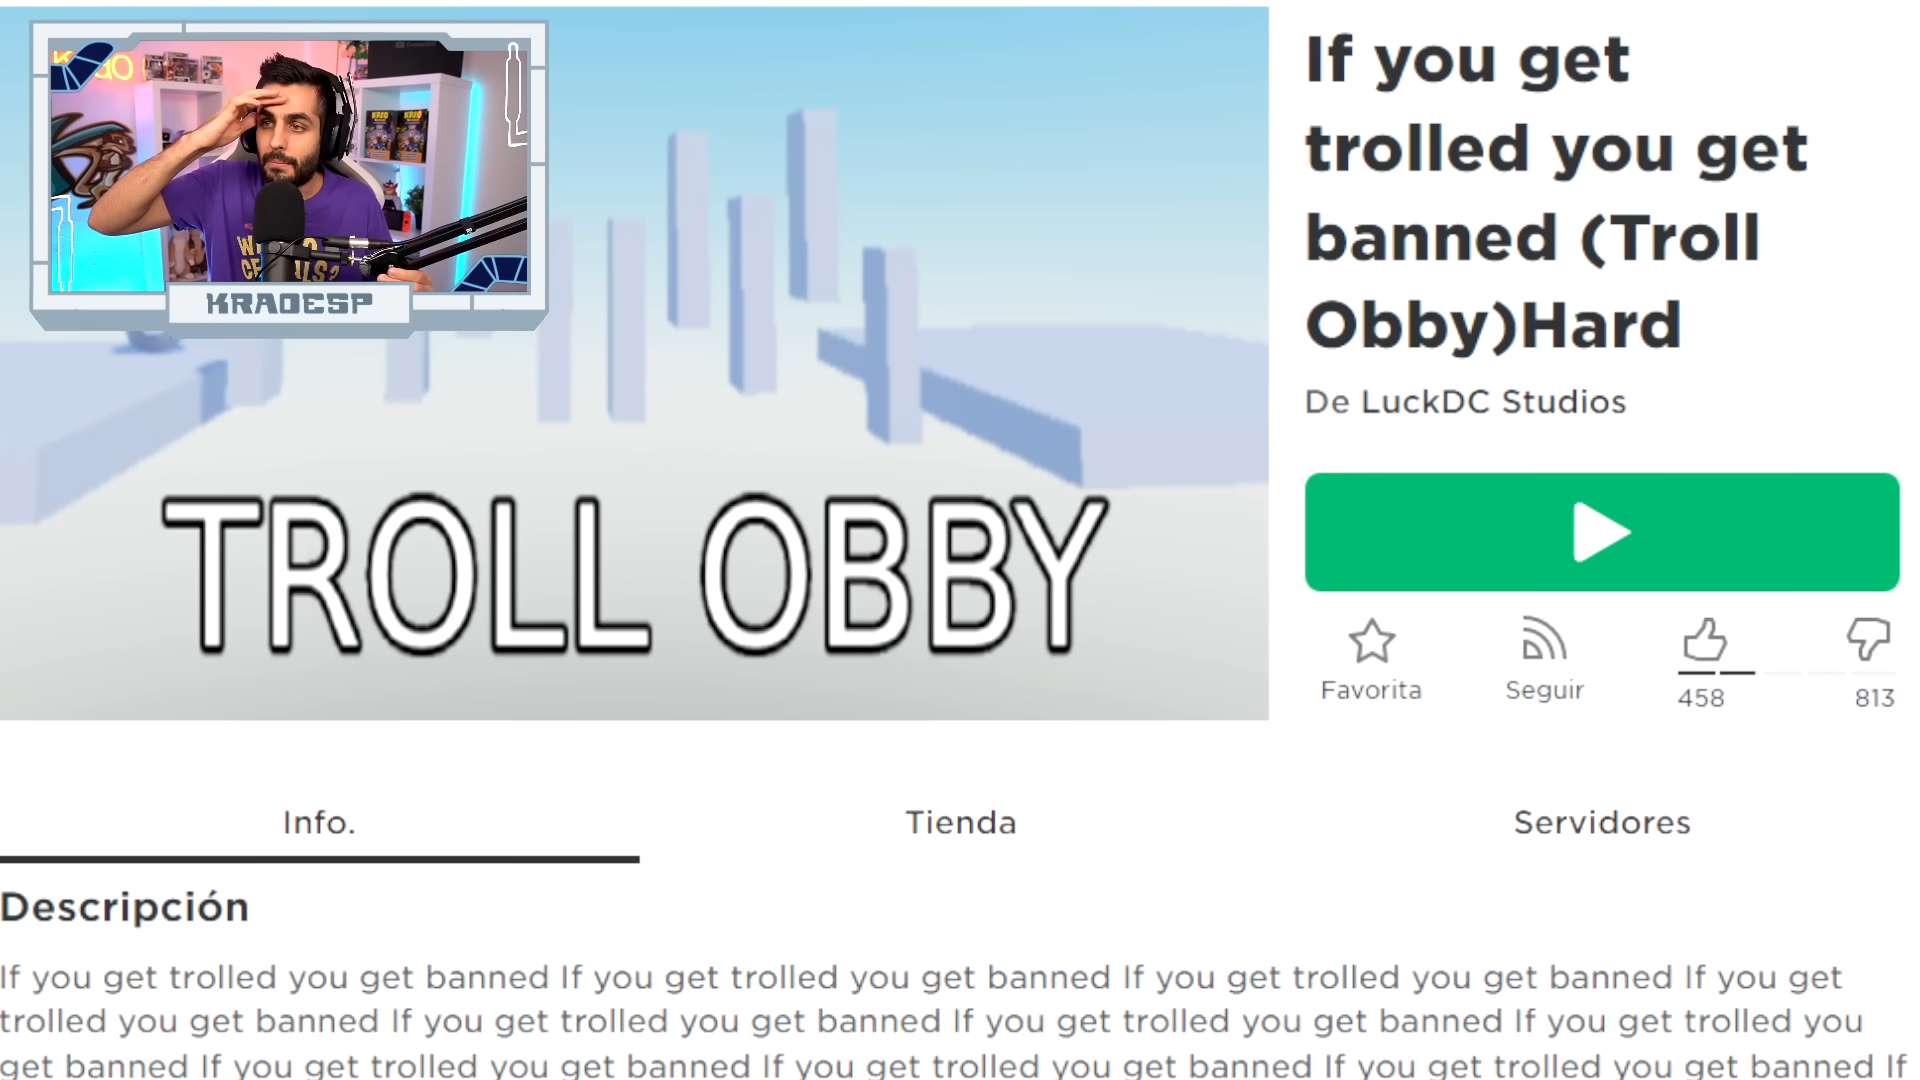 If you get
trolled you get
banned (Troll
Obby)Hard
De LuckDC Studios
KRAOESP
TROLL OBBY
Favorita
Seguir
458
813
Info.
Tienda
Servidores
Descripción
If you get trolled you get banned If you get trolled you get banned If you get trolled you get banned If you get
trolled you get banned If you get trolled you get banned If you get trolled you get banned If you get trolled you
get banned If you get trolled you get banned If you get trolled you get banned If you get trolled you get banned If